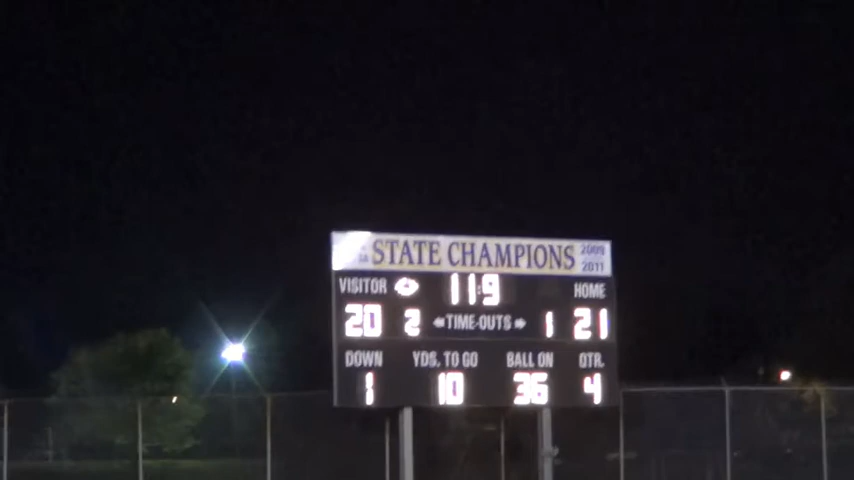 STATE CHAMPIONS
2009
2011
VISITOR 11:9 HOME
20 2 TIME-OUTS 1 21
DOWN YDS. TO GO BALL ON QTR.
1 10 36 4